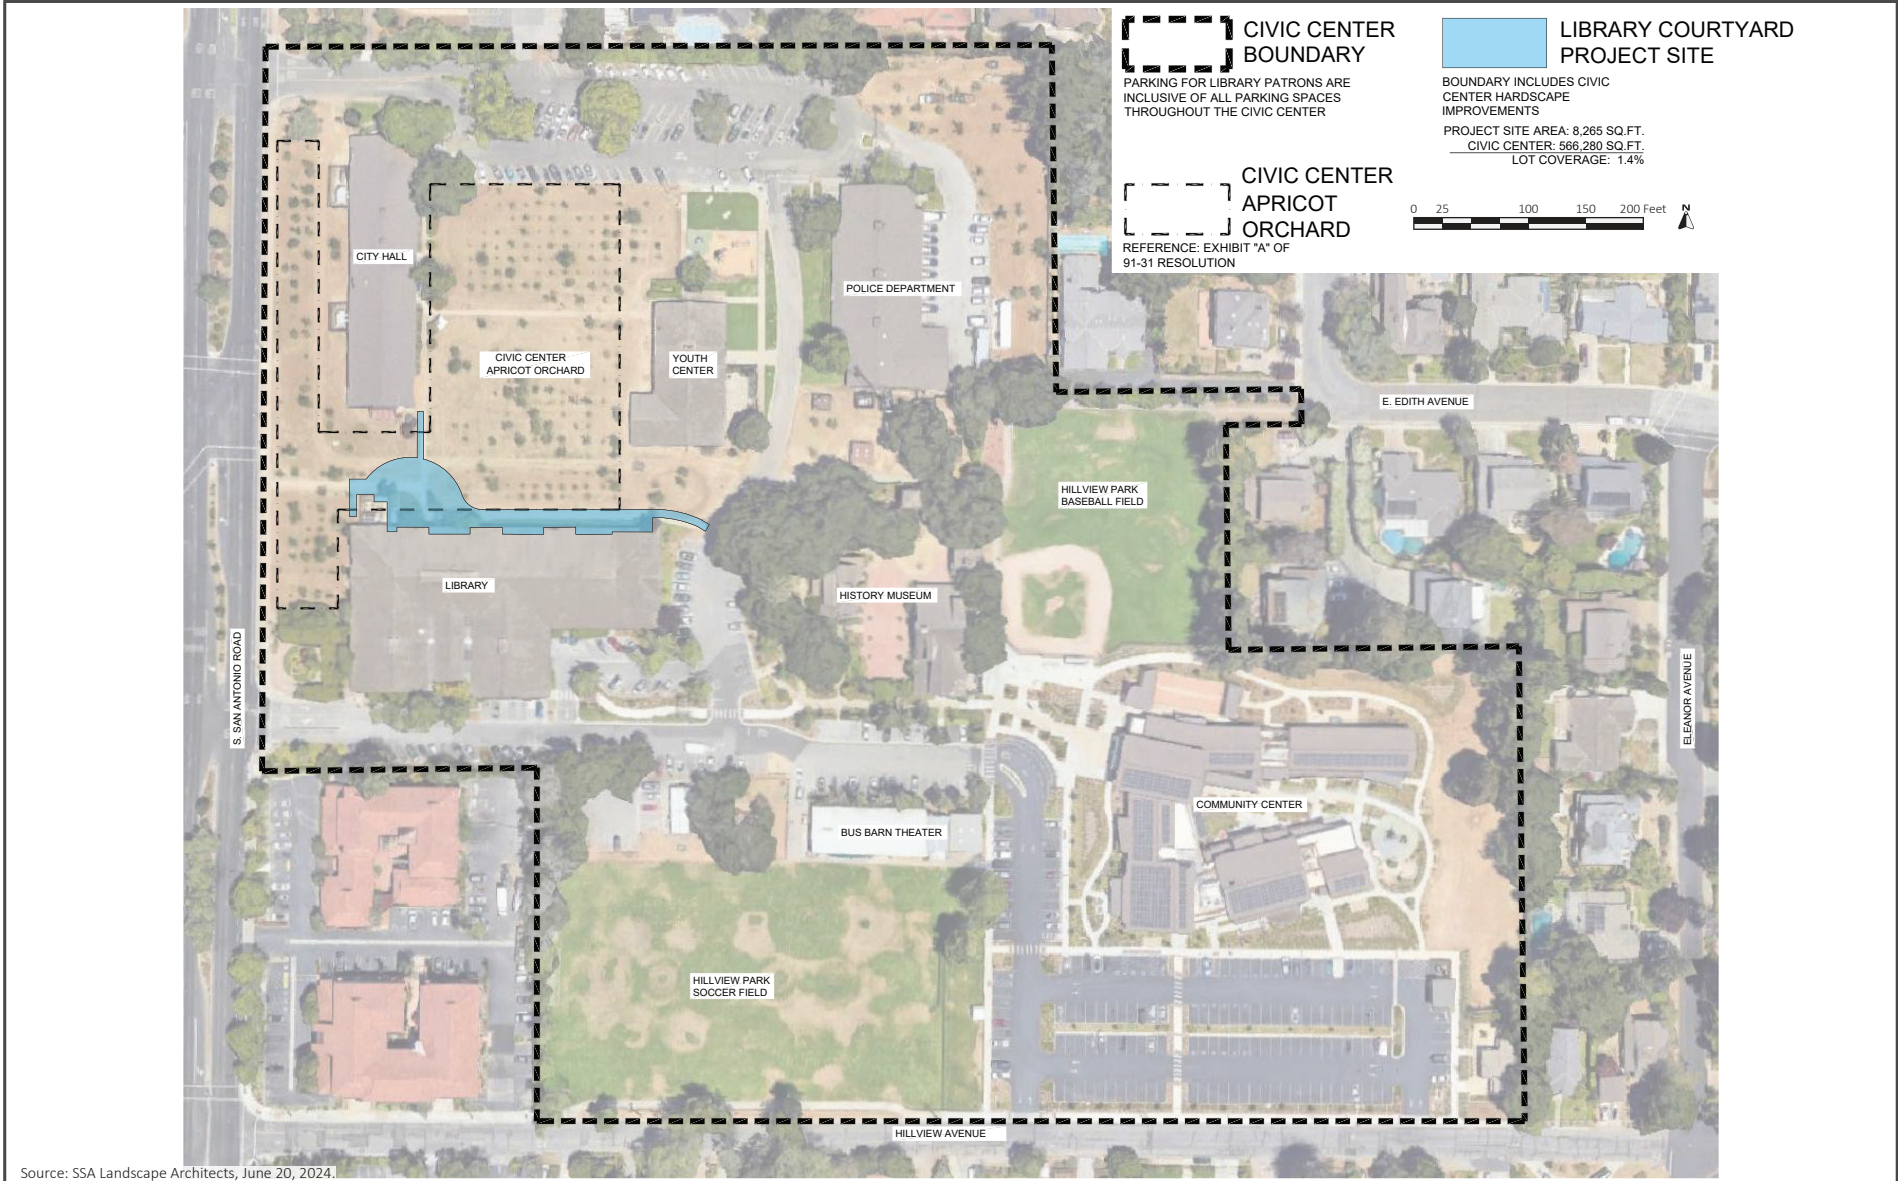 CIVIC CENTER
BOUNDARY
PARKING FOR LIBRARY PATRONS ARE
INCLUSIVE OF ALL PARKING SPACES
THROUGHOUT THE CIVIC CENTER
LIBRARY COURTYARD
PROJECT SITE
BOUNDARY INCLUDES CIVIC
CENTER HARDSCAPE
IMPROVEMENTS
PROJECT SITE AREA: 8,265 SQ.FT.
CIVIC CENTER: 566,280 SQ.FT.
LOT COVERAGE: 1.4%
CIVIC CENTER
APRICOT
ORCHARD
REFERENCE: EXHIBIT "A" OF
91-31 RESOLUTION
0 25 100 150 200 Feet
N
CITY HALL
POLICE DEPARTMENT
CIVIC CENTER
APRICOT ORCHARD
YOUTH
CENTER
E. EDITH AVENUE
HILLVIEW PARK
BASEBALL FIELD
LIBRARY
HISTORY MUSEUM
S. SAN ANTONIO ROAD
ELEANOR AVENUE
COMMUNITY CENTER
BUS BARN THEATER
HILLVIEW PARK
SOCCER FIELD
HILLVIEW AVENUE
Source: SSA Landscape Architects, June 20, 2024.